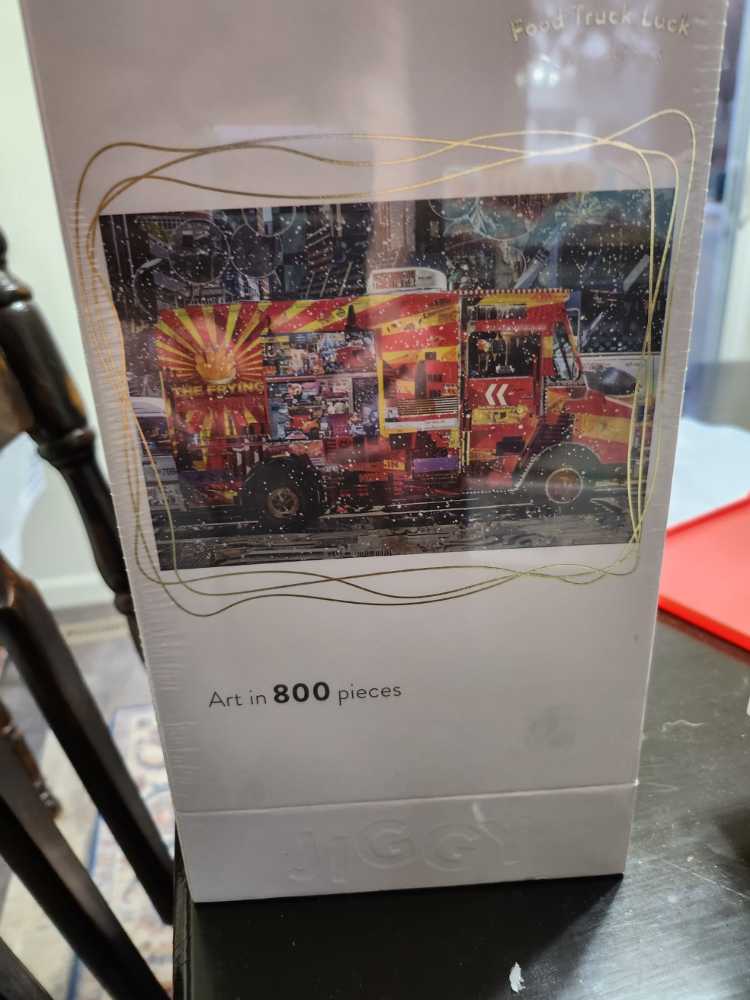 Food Truck Luck
THE FRYING
Art in 800 pieces
JIGGY